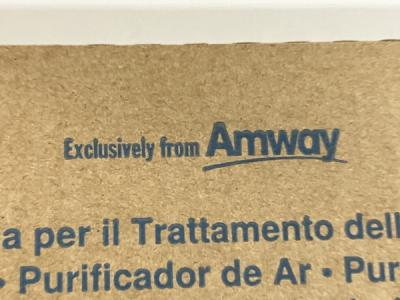 Exclusively from Amway
a per il Trattamento dell
• Purificador de Ar • Pur